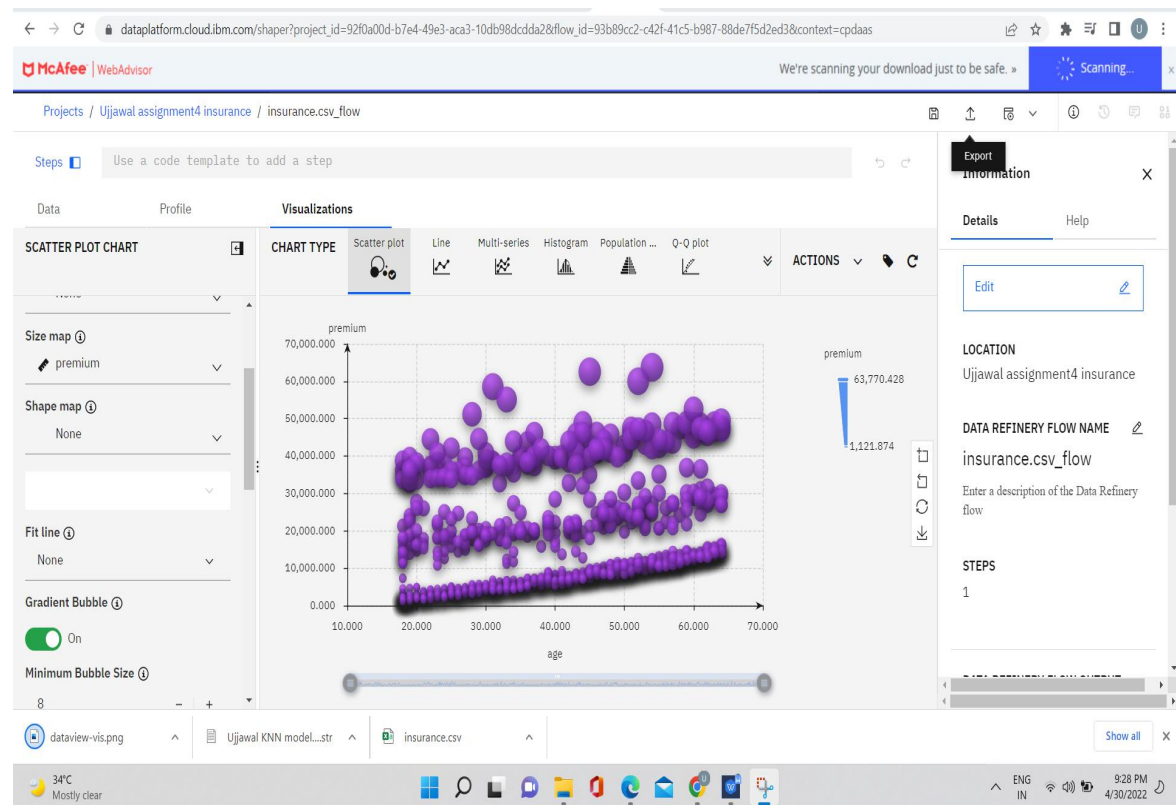 dataplatform.cloud.ibm.com/shaper?project_id=92f0a00d-b7e4-49e3-aca3-10db98dcdda2&flow_id=93b89cc2-c42f-41c5-b987-88de7f5d2ed3&context=cpdaas
U
McAfee | WebAdvisor
We're scanning your download just to be safe. »
Scanning...
x
Projects / Ujjawal assignment4 insurance / insurance.csv_flow
Steps
Use a code template to add a step
Export
Information
X
Data
Profile
Visualizations
Details
Help
SCATTER PLOT CHART
CHART TYPE
Scatter plot
Line
Multi-series
Histogram
Population ...
Q-Q plot
ACTIONS
Edit
Size map
premium
Shape map
None
Fit line
None
Gradient Bubble
On
Minimum Bubble Size
8
- +
premium
70,000.000
60,000.000
50,000.000
40,000.000
30,000.000
20,000.000
10,000.000
0.000
10.000
20.000
30.000
40.000
50.000
60.000
70.000
age
premium
63,770.428
1,121.874
LOCATION
Ujjawal assignment4 insurance
DATA REFINERY FLOW NAME
insurance.csv_flow
Enter a description of the Data Refinery
flow
STEPS
1
dataview-vis.png
Ujjawal KNN model....str
insurance.csv
Show all
X
34°C
Mostly clear
ENG
IN
9:28 PM
4/30/2022